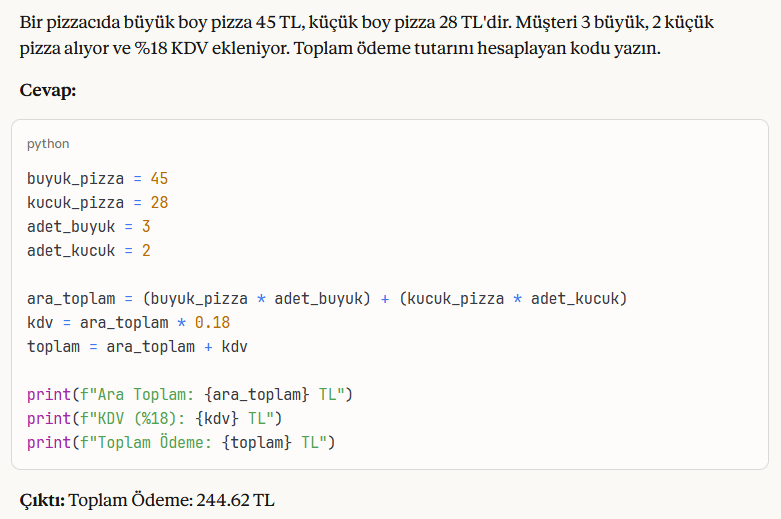 Bir pizzacıda büyük boy pizza 45 TL, küçük boy pizza 28 TL'dir. Müşteri 3 büyük, 2 küçük
pizza alıyor ve %18 KDV ekleniyor. Toplam ödeme tutarını hesaplayan kodu yazın.
Cevap:
python
buyuk_pizza = 45
kucuk_pizza = 28
adet_buyuk = 3
adet_kucuk = 2
ara_toplam = (buyuk_pizza * adet_buyuk) + (kucuk_pizza * adet_kucuk)
kdv = ara_toplam * 0.18
toplam = ara_toplam + kdv
print(f"Ara Toplam: {ara_toplam} TL")
print(f"KDV (%18): {kdv} TL")
print(f"Toplam Ödeme: {toplam} TL")
Çıktı: Toplam Ödeme: 244.62 TL